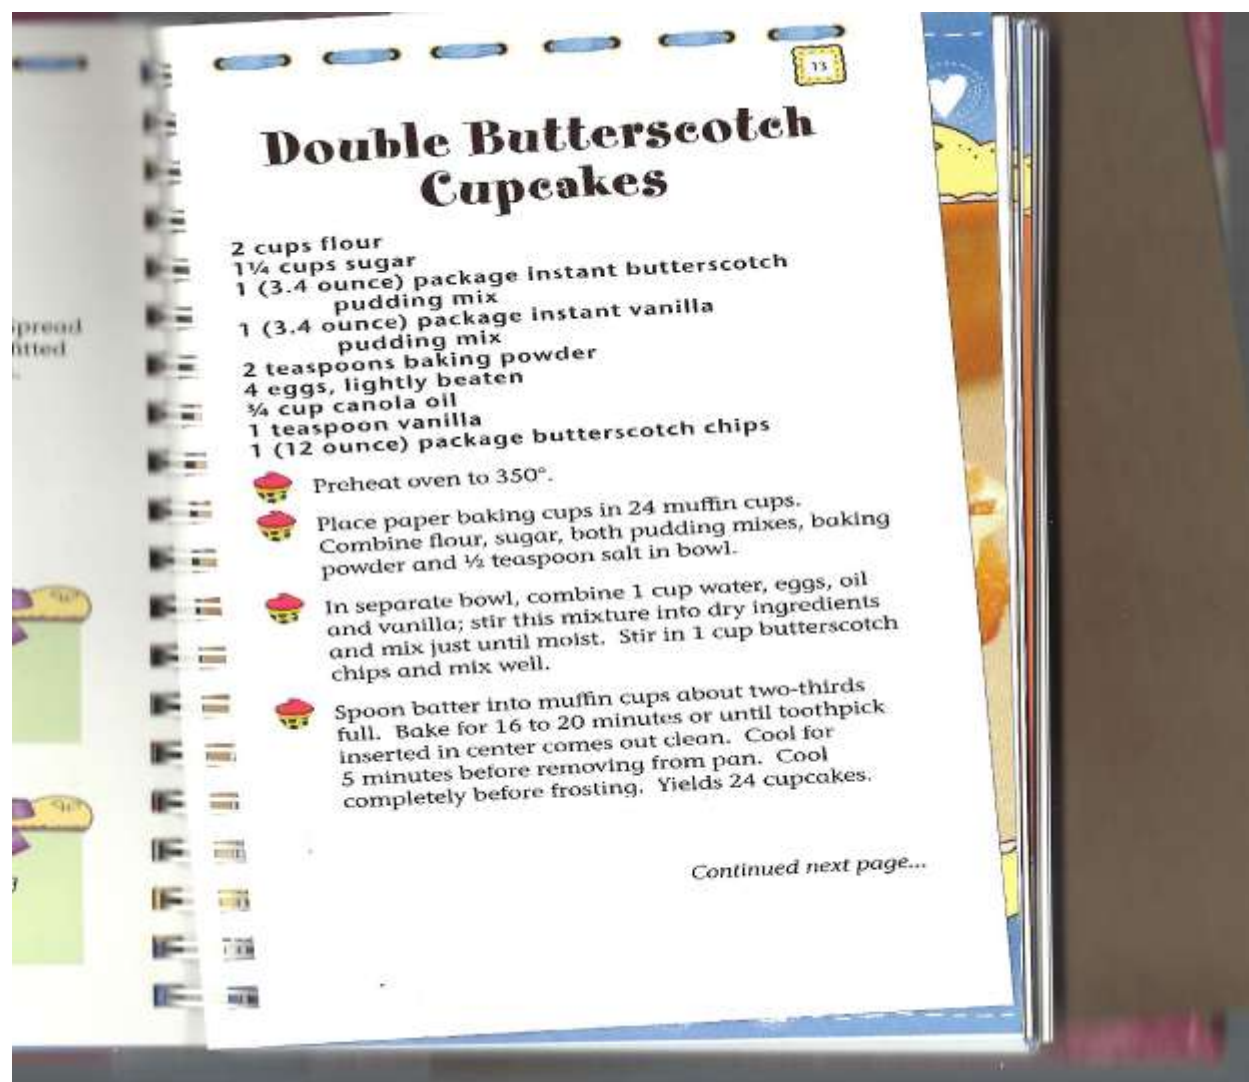 13
Double Butterscotch
Cupcakes
2 cups flour
1¼ cups sugar
1 (3.4 ounce) package instant butterscotch
pudding mix
1 (3.4 ounce) package instant vanilla
pudding mix
2 teaspoons baking powder
4 eggs, lightly beaten
¾ cup canola oil
1 teaspoon vanilla
1 (12 ounce) package butterscotch chips
Preheat oven to 350°.
Place paper baking cups in 24 muffin cups.
Combine flour, sugar, both pudding mixes, baking
powder and ½ teaspoon salt in bowl.
In separate bowl, combine 1 cup water, eggs, oil
and vanilla; stir this mixture into dry ingredients
and mix just until moist. Stir in 1 cup butterscotch
chips and mix well.
Spoon batter into muffin cups about two-thirds
full. Bake for 16 to 20 minutes or until toothpick
inserted in center comes out clean. Cool for
5 minutes before removing from pan. Cool
completely before frosting. Yields 24 cupcakes.
Continued next page...